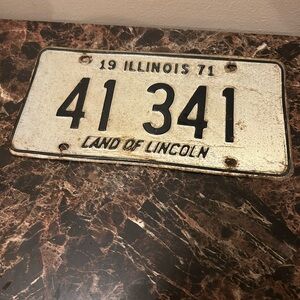 19 ILLINOIS 71
41 341
LAND OF LINCOLN